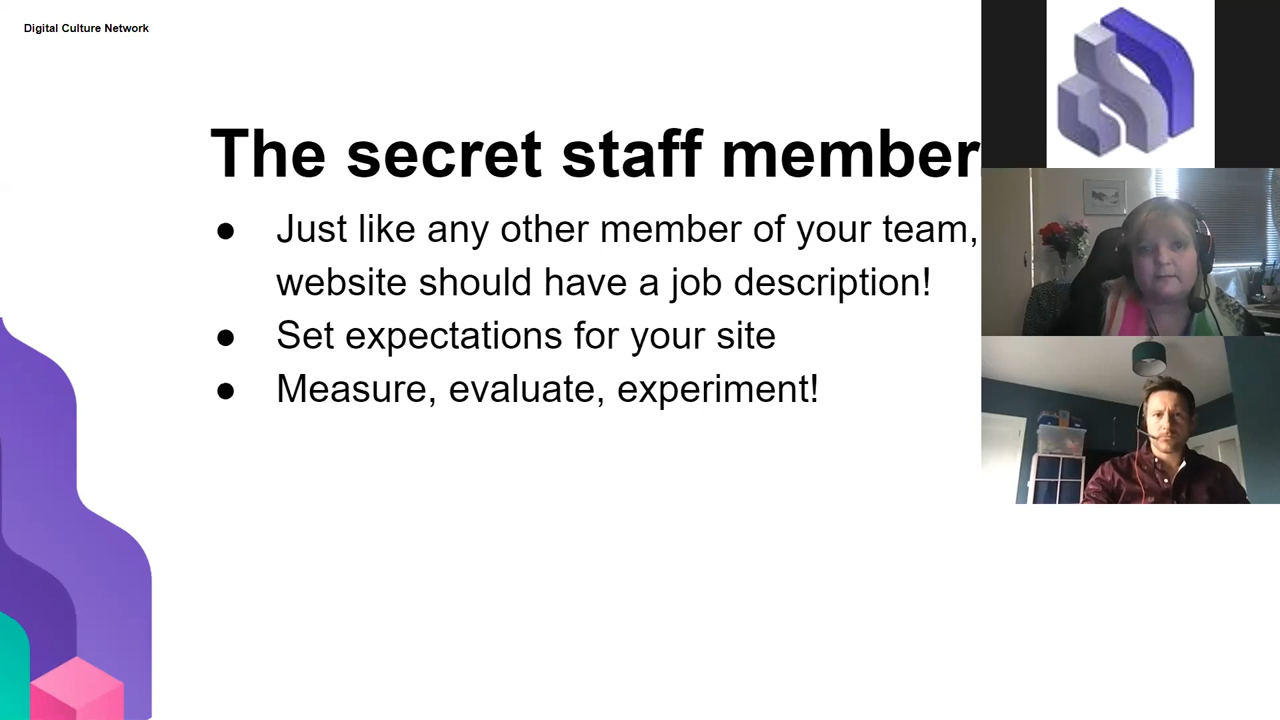 Digital Culture Network
The secret staff member
● Just like any other member of your team,
website should have a job description!
● Set expectations for your site
● Measure, evaluate, experiment!